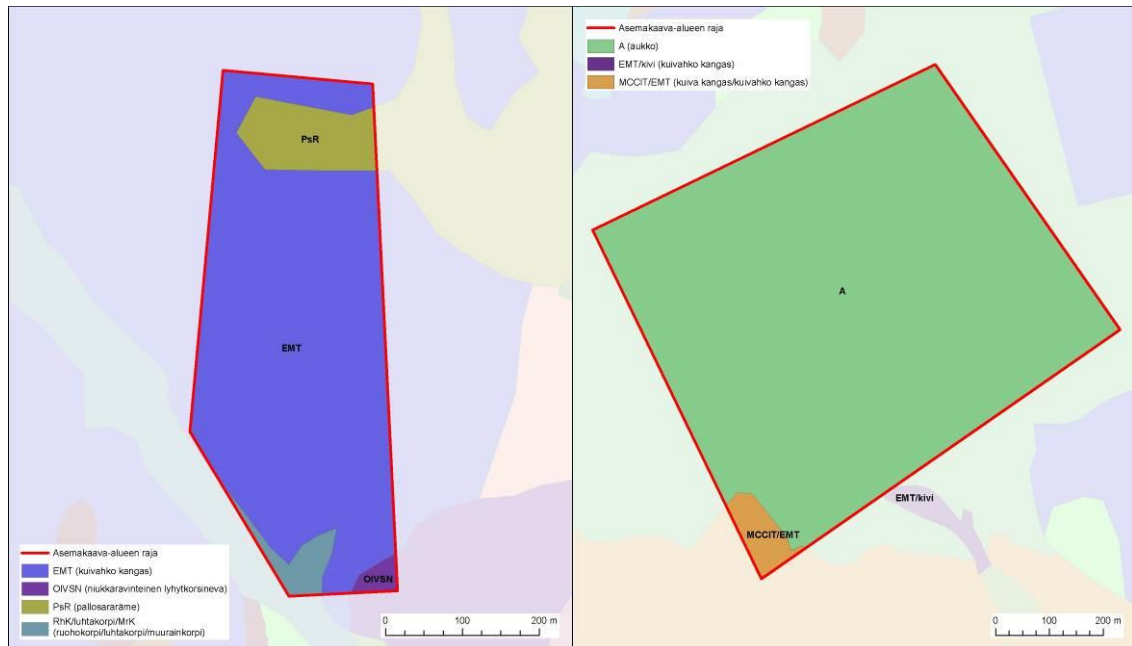 PsR
EMT
OIVSN
Asemakaava-alueen raja
EMT (kuivahko kangas)
OIVSN (niukkaravinteinen lyhytkorsineva)
PsR (pallosararäme)
RhK/luhtakorpi/MrK
(ruohokorpi/luhtakorpi/muurainkorpi)
0 100 200 m
Asemakaava-alueen raja
A (aukko)
EMT/kivi (kuivahko kangas)
MCCIT/EMT (kuiva kangas/kuivahko kangas)
A
EMT/kivi
MCCIT/EMT
0 100 200 m